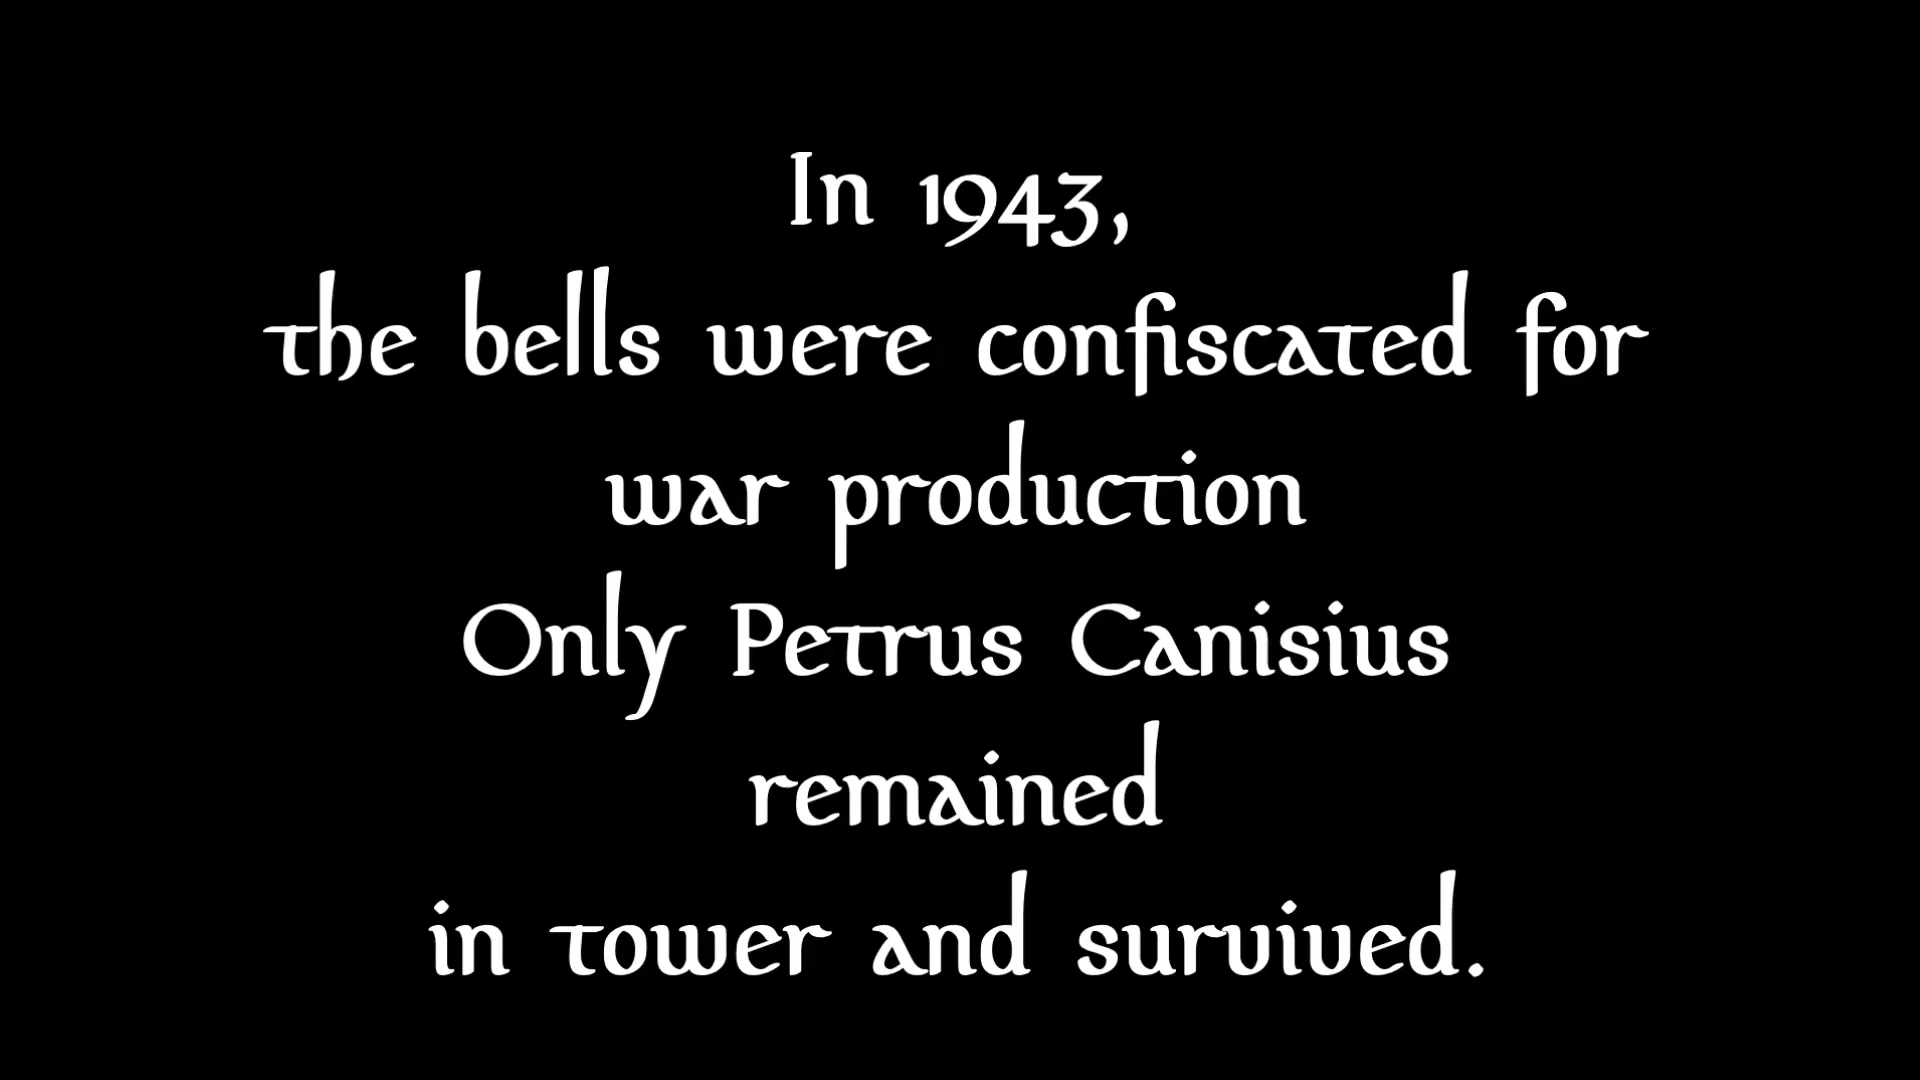 In 1943,
the bells were confiscated for
war production
Only Petrus Canisius
remained
in tower and survived.